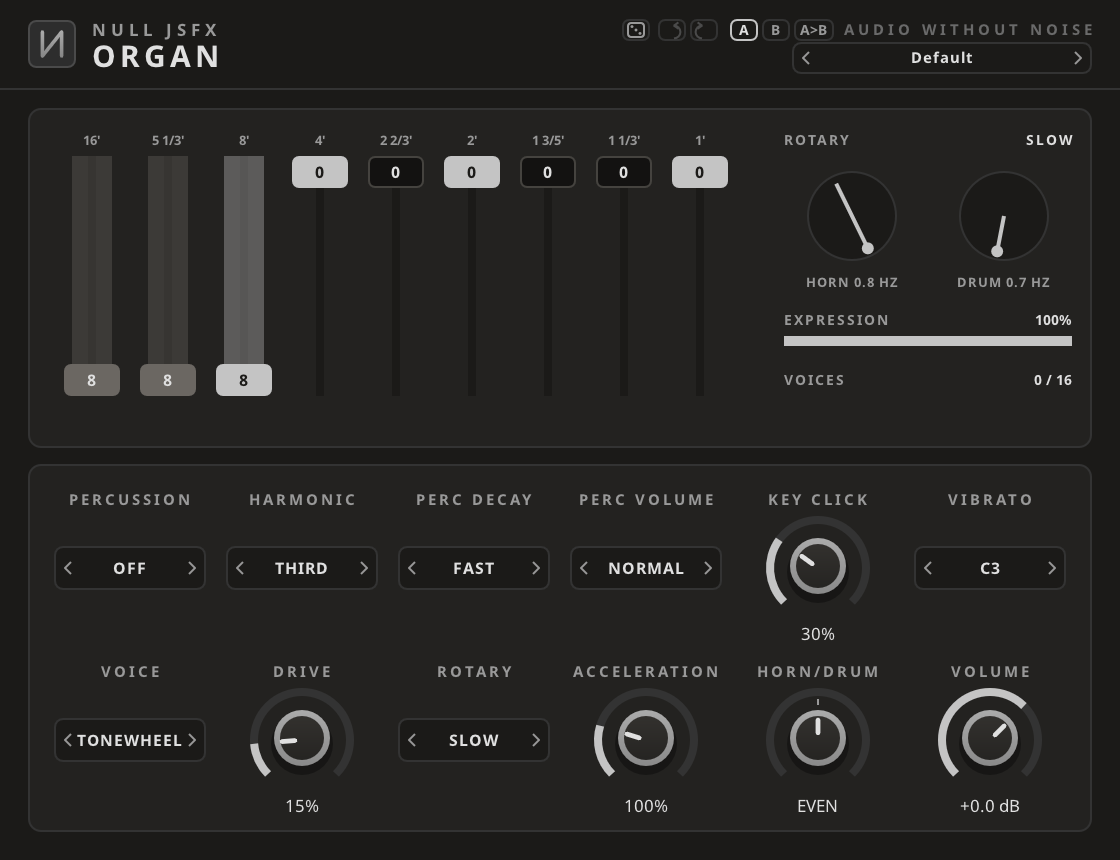 NULL JSFX
ORGAN
A B A>B AUDIO WITHOUT NOISE
Default
16' 5 1/3' 8' 4' 2 2/3' 2' 1 3/5' 1 1/3' 1'
8 8 8 0 0 0 0 0 0
ROTARY SLOW
HORN 0.8 HZ DRUM 0.7 HZ
EXPRESSION 100%
VOICES 0 / 16
PERCUSSION HARMONIC PERC DECAY PERC VOLUME KEY CLICK VIBRATO
OFF THIRD FAST NORMAL C3
30%
VOICE DRIVE ROTARY ACCELERATION HORN/DRUM VOLUME
TONEWHEEL SLOW
15% 100% EVEN +0.0 dB